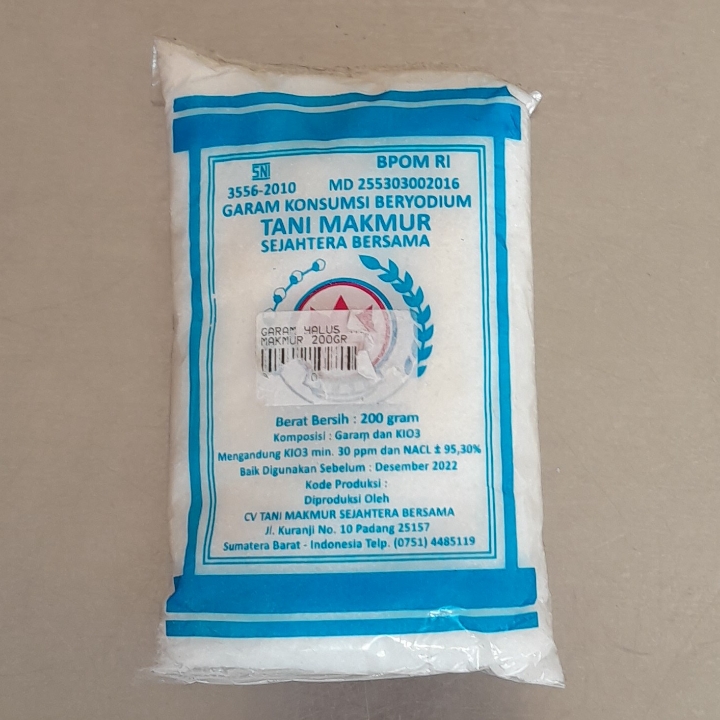 SNI
BPOM RI
3556-2010
MD 255303002016
GARAM KONSUMSI BERYODIUM
TANI MAKMUR
SEJAHTERA BERSAMA
GARAM HALUS
MAKMUR 200GR
Berat Bersih : 200 gram
Komposisi : Garam dan KIO3
Mengandung KIO3 min. 30 ppm dan NACL ± 95,30%
Baik Digunakan Sebelum : Desember 2022
Kode Produksi :
Diproduksi Oleh
CV TANI MAKMUR SEJAHTERA BERSAMA
Jl. Kuranji No. 10 Padang 25157
Sumatera Barat - Indonesia Telp. (0751) 4485119